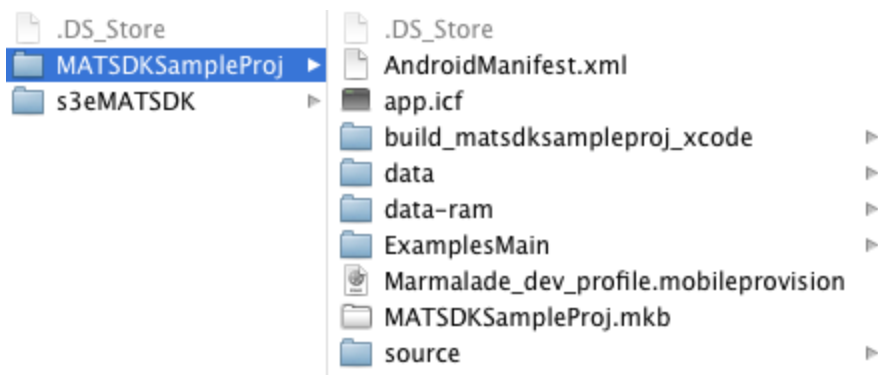 .DS_Store
MATSDKSampleProj
s3eMATSDK
.DS_Store
AndroidManifest.xml
app.icf
build_matsdksampleproj_xcode
data
data-ram
ExamplesMain
Marmalade_dev_profile.mobileprovision
MATSDKSampleProj.mkb
source